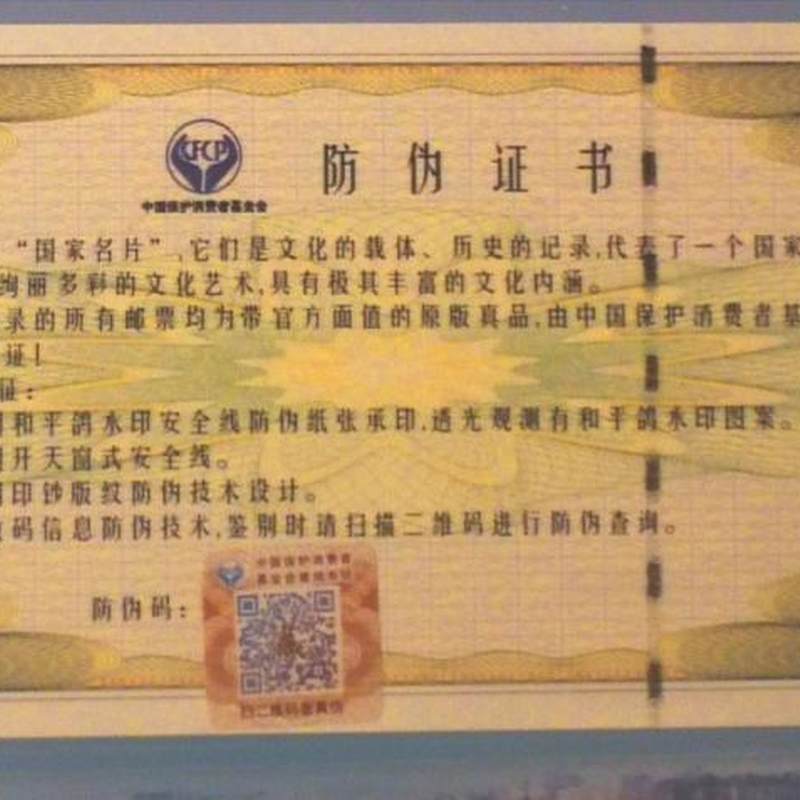 CFCP
中国保护消费者基金会
防伪证书
“国家名片”,它们是文化的载体、历史的记录,代表了一个国家
绚丽多彩的文化艺术,具有极其丰富的文化内涵。
录的所有邮票均为带官方面值的原版真品,由中国保护消费者基
证!
证:
和平鸽水印安全线防伪纸张承印,透光观测有和平鸽水印图案。
开天窗式安全线。
印钞版纹防伪技术设计。
码信息防伪技术,鉴别时请扫描二维码进行防伪查询。
中国保护消费者
基金会
防伪码:
扫二维码查真伪